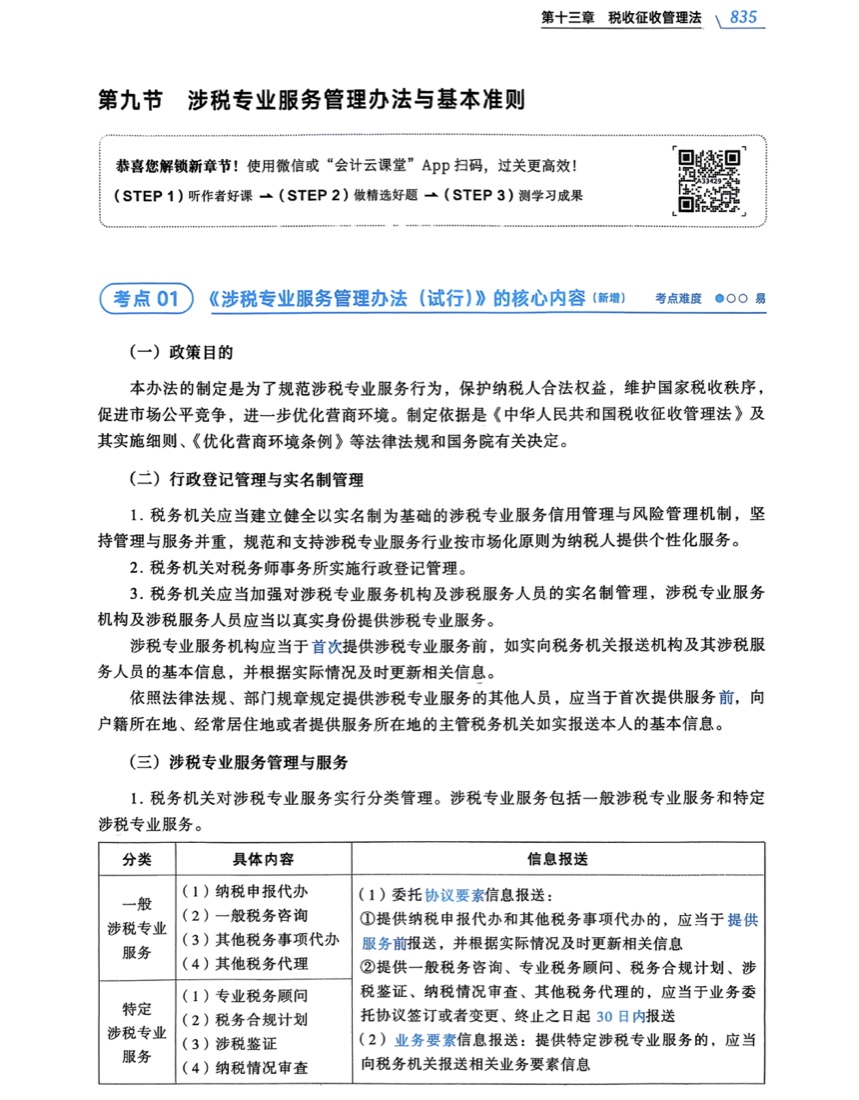 第十三章 税收征收管理法 835
第九节 涉税专业服务管理办法与基本准则
恭喜您解锁新章节！使用微信或“会计云课堂”App 扫码，过关更高效！
（STEP 1）听作者好课 → （STEP 2）做精选好题 → （STEP 3）测学习成果
考点 01 《涉税专业服务管理办法（试行）》的核心内容（新增） 考点难度 ●○○ 易
（一）政策目的
本办法的制定是为了规范涉税专业服务行为，保护纳税人合法权益，维护国家税收秩序，
促进市场公平竞争，进一步优化营商环境。制定依据是《中华人民共和国税收征收管理法》及
其实施细则、《优化营商环境条例》等法律法规和国务院有关决定。
（二）行政登记管理与实名制管理
1. 税务机关应当建立健全以实名制为基础的涉税专业服务信用管理与风险管理机制，坚
持管理与服务并重，规范和支持涉税专业服务行业按市场化原则为纳税人提供个性化服务。
2. 税务机关对税务师事务所实施行政登记管理。
3. 税务机关应当加强对涉税专业服务机构及涉税服务人员的实名制管理，涉税专业服务
机构及涉税服务人员应当以真实身份提供涉税专业服务。
涉税专业服务机构应当于首次提供涉税专业服务前，如实向税务机关报送机构及其涉税服
务人员的基本信息，并根据实际情况及时更新相关信息。
依照法律法规、部门规章规定提供涉税专业服务的其他人员，应当于首次提供服务前，向
户籍所在地、经常居住地或者提供服务所在地的主管税务机关如实报送本人的基本信息。
（三）涉税专业服务管理与服务
1. 税务机关对涉税专业服务实行分类管理。涉税专业服务包括一般涉税专业服务和特定
涉税专业服务。
分类 具体内容 信息报送
一般
涉税专业
服务
（1）纳税申报代办
（2）一般税务咨询
（3）其他税务事项代办
（4）其他税务代理
特定
涉税专业
服务
（1）专业税务顾问
（2）税务合规计划
（3）涉税鉴证
（4）纳税情况审查
（1）委托协议要素信息报送：
①提供纳税申报代办和其他税务事项代办的，应当于提供
服务前报送，并根据实际情况及时更新相关信息
②提供一般税务咨询、专业税务顾问、税务合规计划、涉
税鉴证、纳税情况审查、其他税务代理的，应当于业务委
托协议签订或者变更、终止之日起 30 日内报送
（2）业务要素信息报送：提供特定涉税专业服务的，应当
向税务机关报送相关业务要素信息